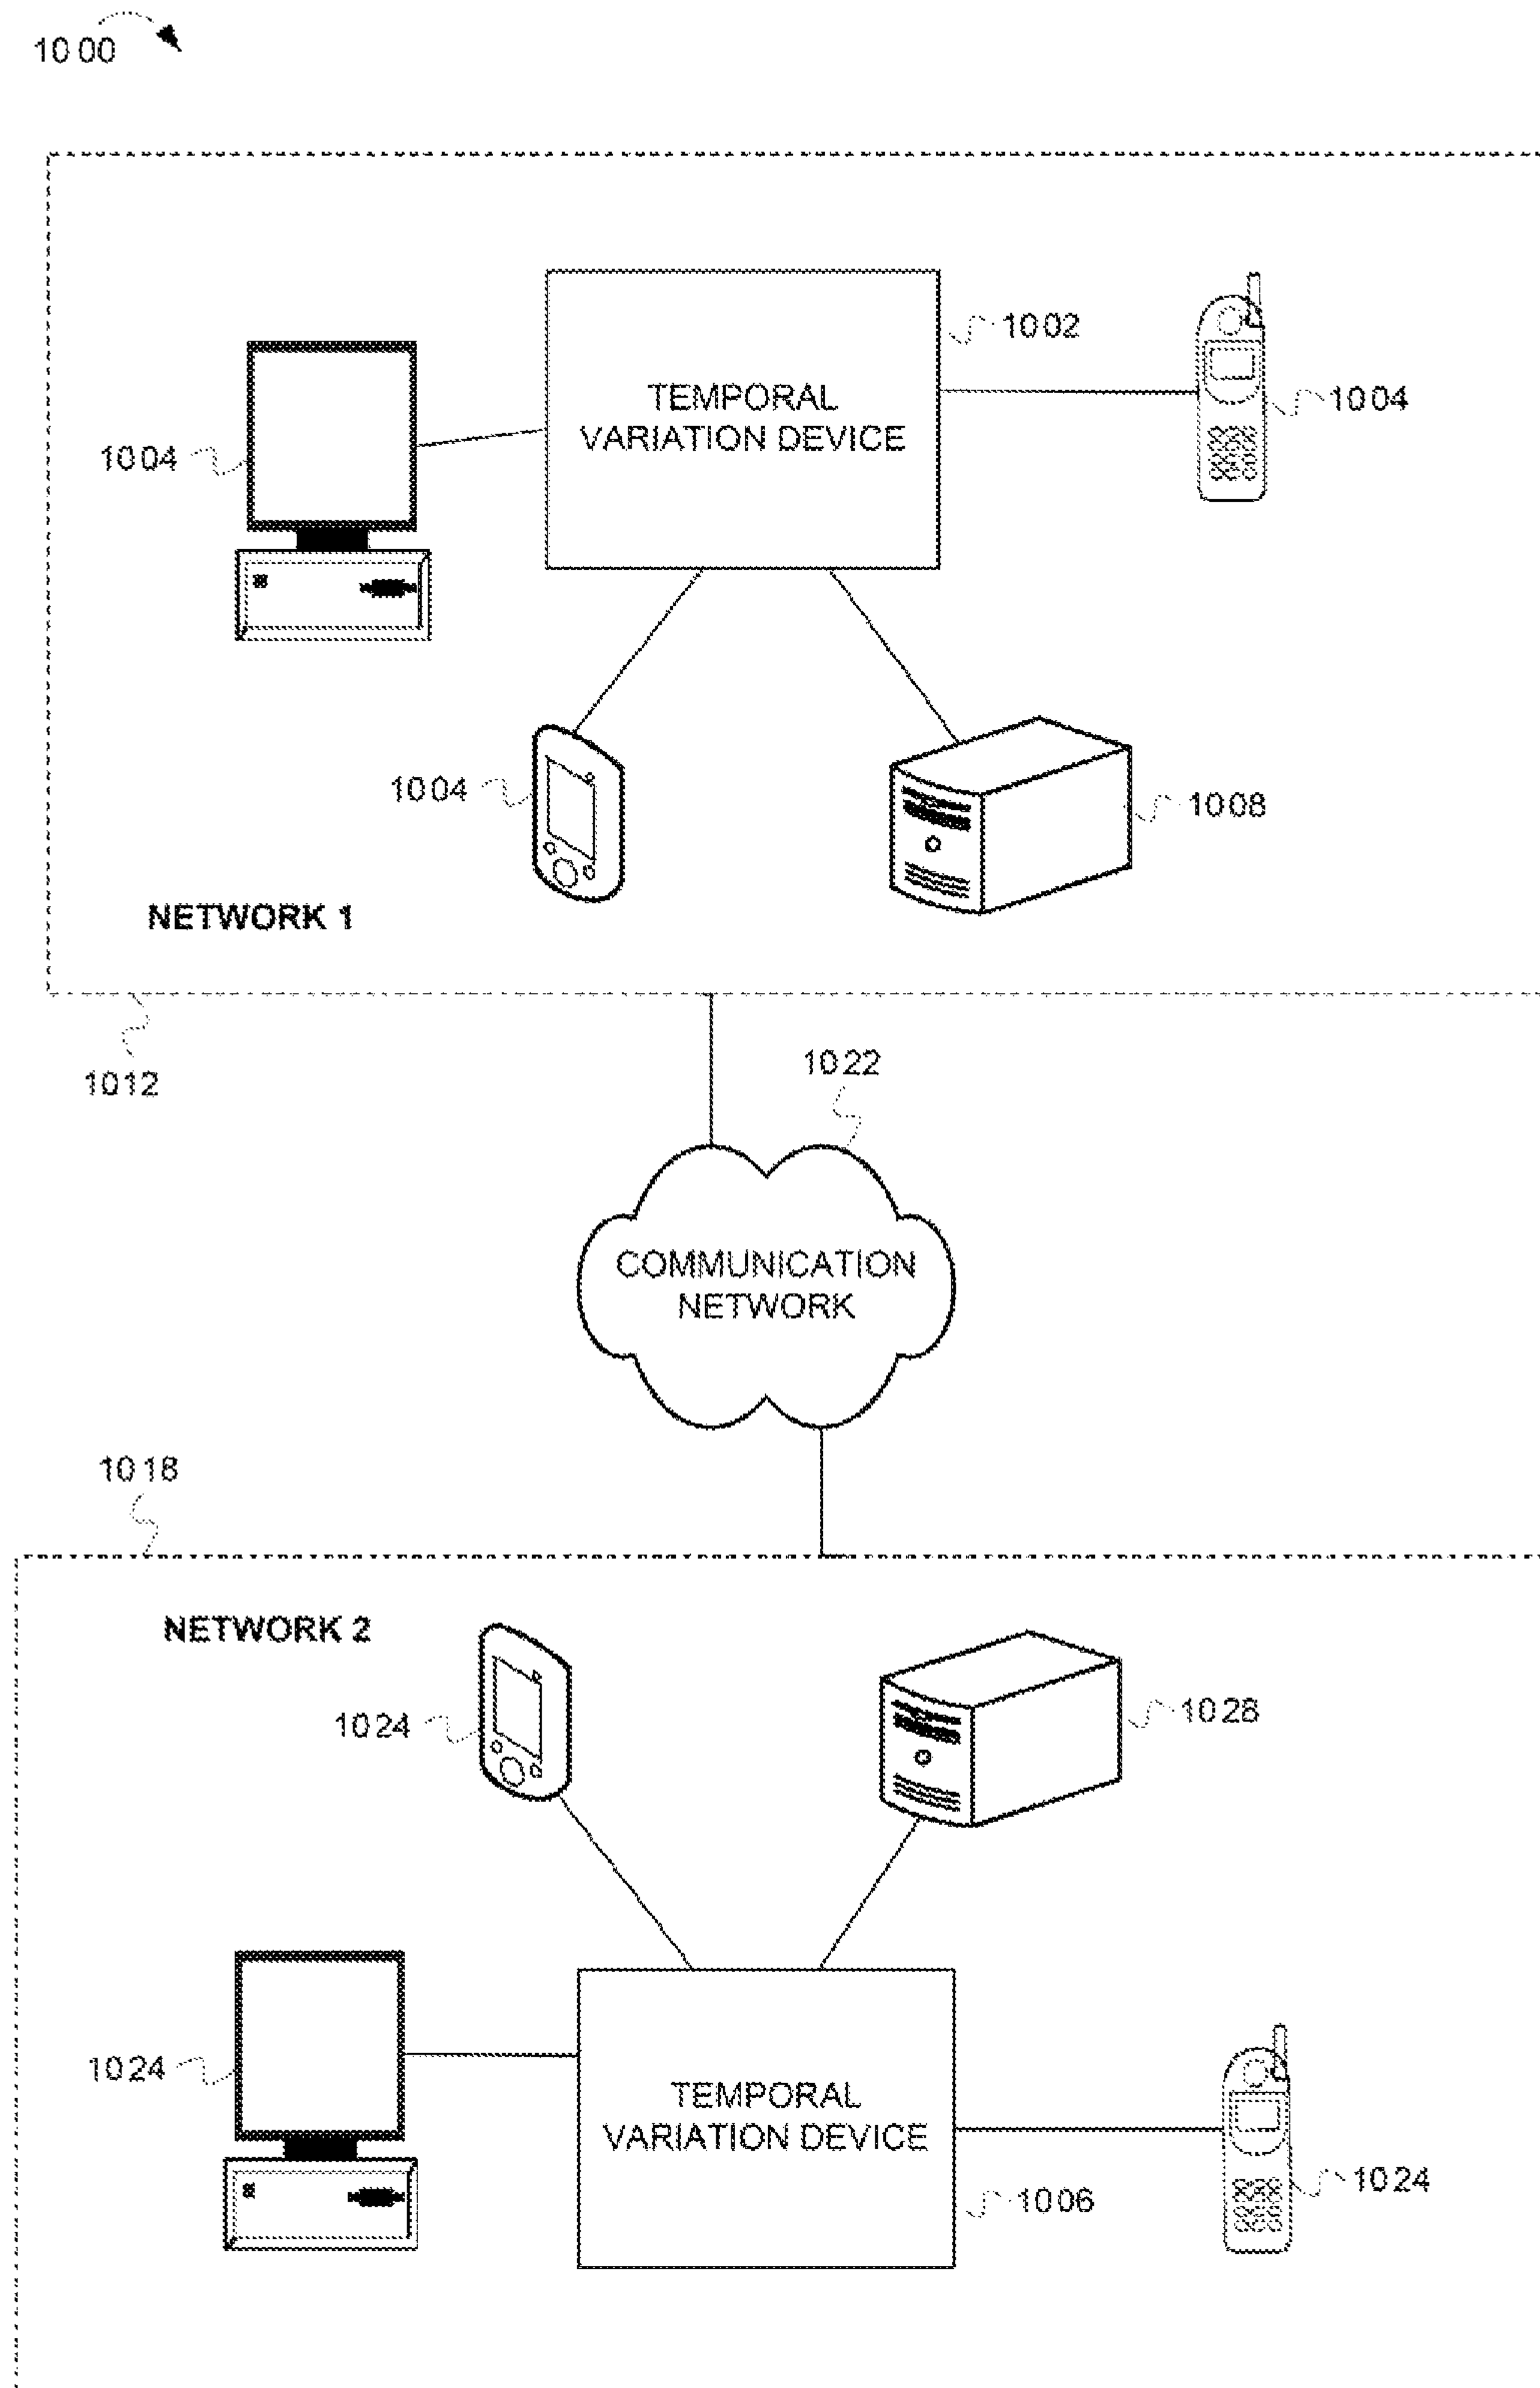 1000
1002
TEMPORAL
VARIATION DEVICE
1004
1004
1004
1008
NETWORK 1
1012
1022
COMMUNICATION
NETWORK
1018
NETWORK 2
1024
1028
1024
TEMPORAL
VARIATION DEVICE
1006
1024